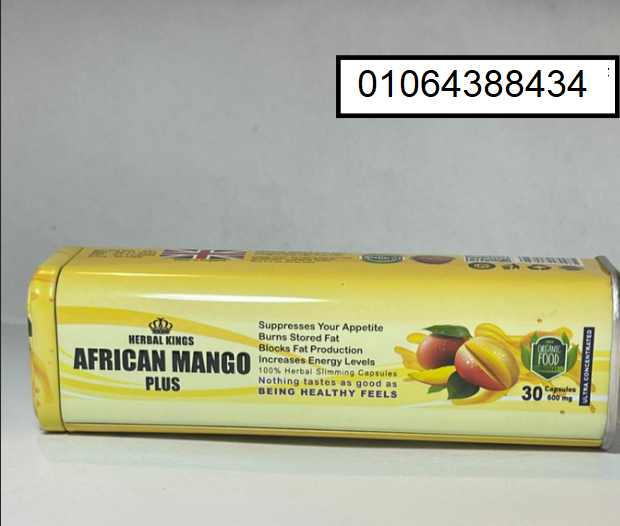 01064388434
HERBAL KINGS
AFRICAN MANGO
PLUS
Suppresses Your Appetite
Burns Stored Fat
Blocks Fat Production
Increases Energy Levels
100% Herbal Slimming Capsules
Nothing tastes as good as
BEING HEALTHY FEELS
ORGANIC
FOOD
30 Capsules
600 mg
ULTRA CONCENTRATED